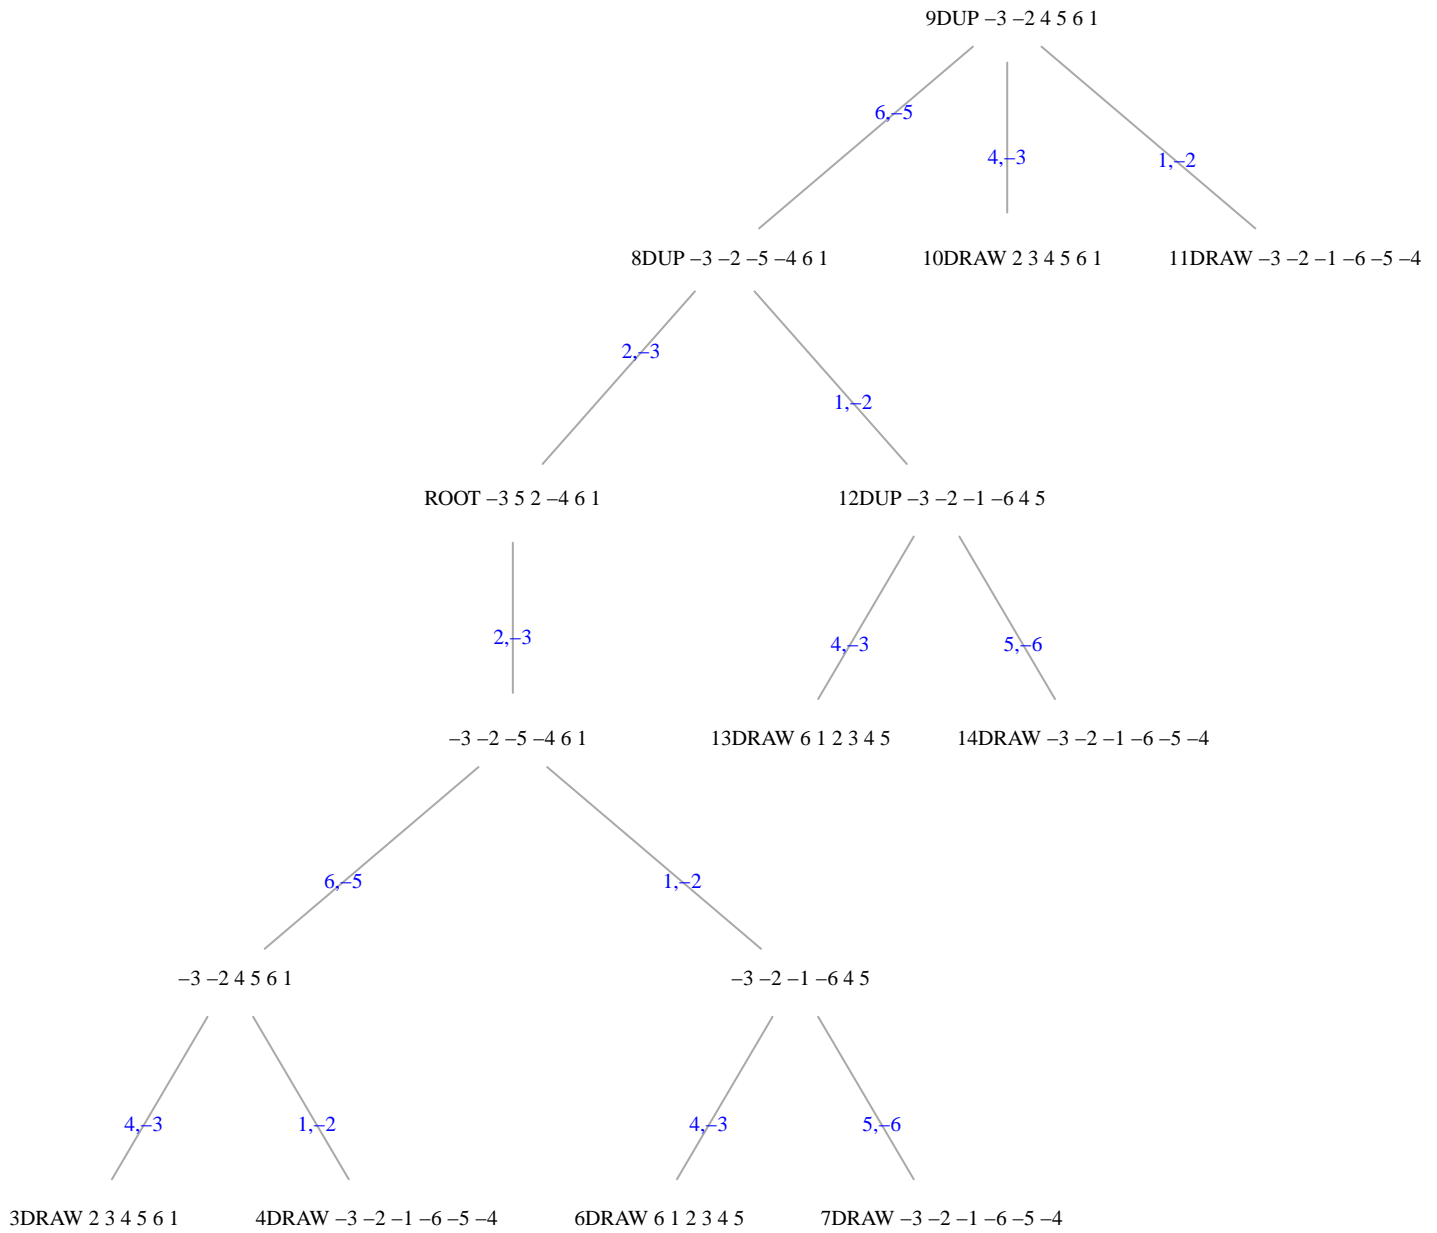 9DUP –3 –2 4 5 6 1
6,–5
4,–3
1,–2
8DUP –3 –2 –5 –4 6 1
10DRAW 2 3 4 5 6 1
11DRAW –3 –2 –1 –6 –5 –4
2,–3
1,–2
ROOT –3 5 2 –4 6 1
12DUP –3 –2 –1 –6 4 5
2,–3
4,–3
5,–6
–3 –2 –5 –4 6 1
13DRAW 6 1 2 3 4 5
14DRAW –3 –2 –1 –6 –5 –4
6,–5
1,–2
–3 –2 4 5 6 1
–3 –2 –1 –6 4 5
4,–3
1,–2
4,–3
5,–6
3DRAW 2 3 4 5 6 1
4DRAW –3 –2 –1 –6 –5 –4
6DRAW 6 1 2 3 4 5
7DRAW –3 –2 –1 –6 –5 –4